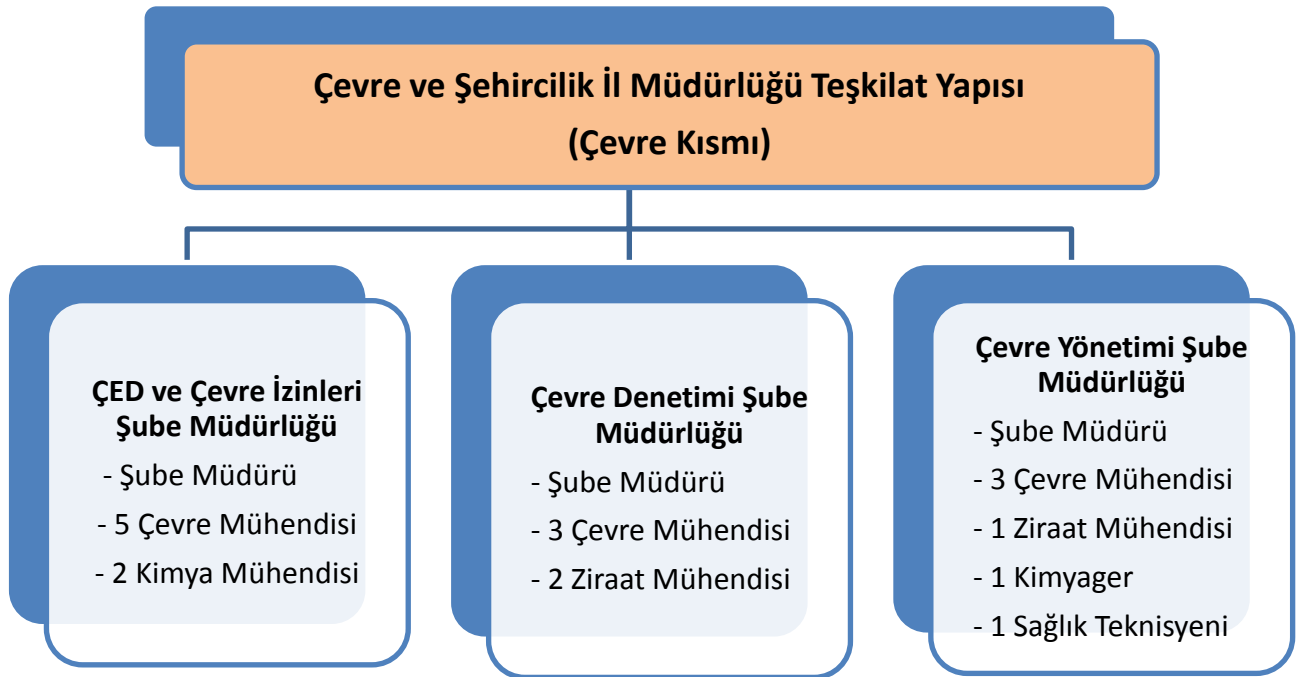 Çevre ve Şehircilik İl Müdürlüğü Teşkilat Yapısı
(Çevre Kısmı)
ÇED ve Çevre İzinleri
Şube Müdürlüğü
- Şube Müdürü
- 5 Çevre Mühendisi
- 2 Kimya Mühendisi
Çevre Denetimi Şube
Müdürlüğü
- Şube Müdürü
- 3 Çevre Mühendisi
- 2 Ziraat Mühendisi
Çevre Yönetimi Şube
Müdürlüğü
- Şube Müdürü
- 3 Çevre Mühendisi
- 1 Ziraat Mühendisi
- 1 Kimyager
- 1 Sağlık Teknisyeni